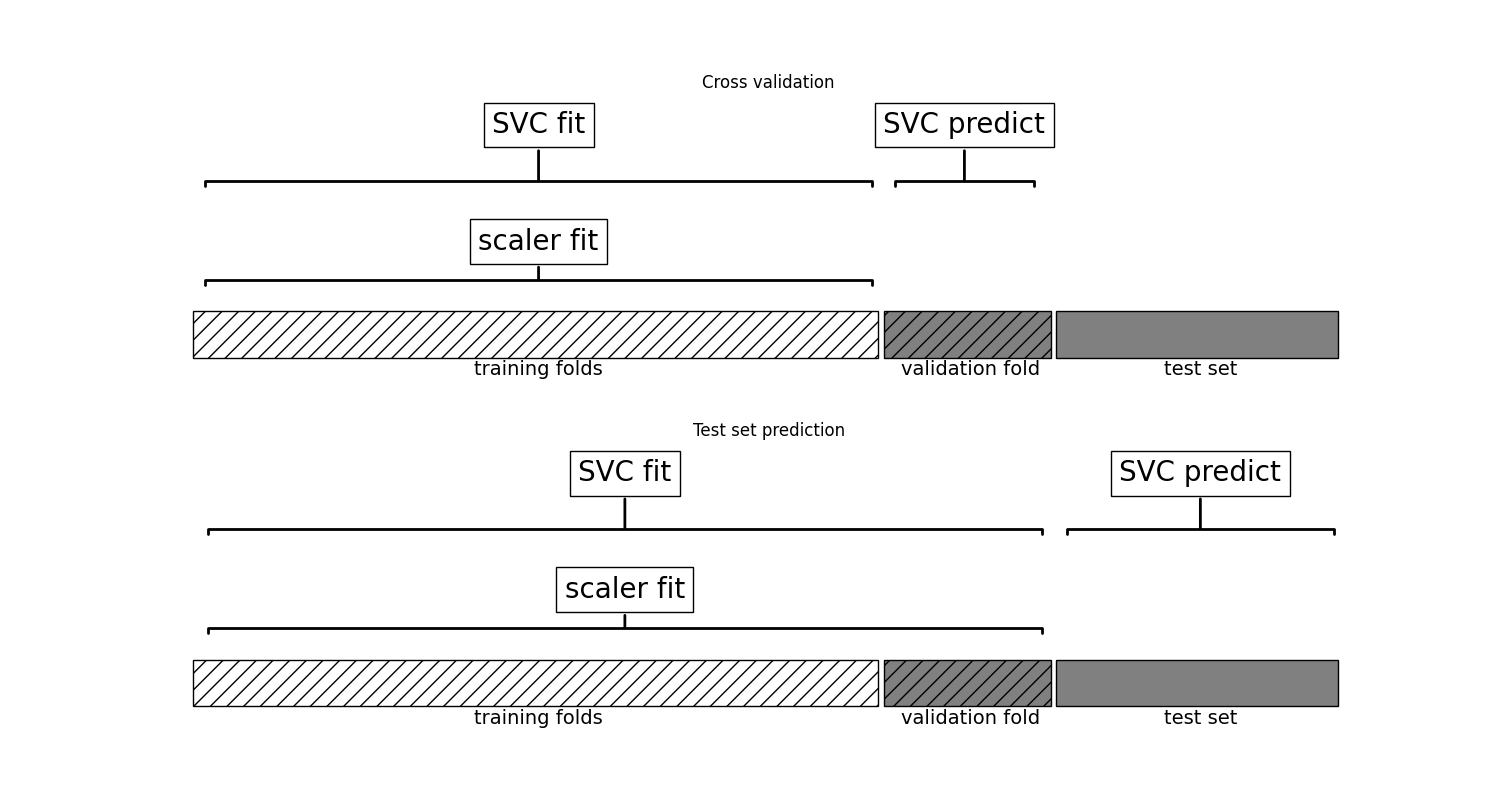 Cross validation
SVC fit
SVC predict
scaler fit
training folds
validation fold
test set
Test set prediction
SVC fit
SVC predict
scaler fit
training folds
validation fold
test set